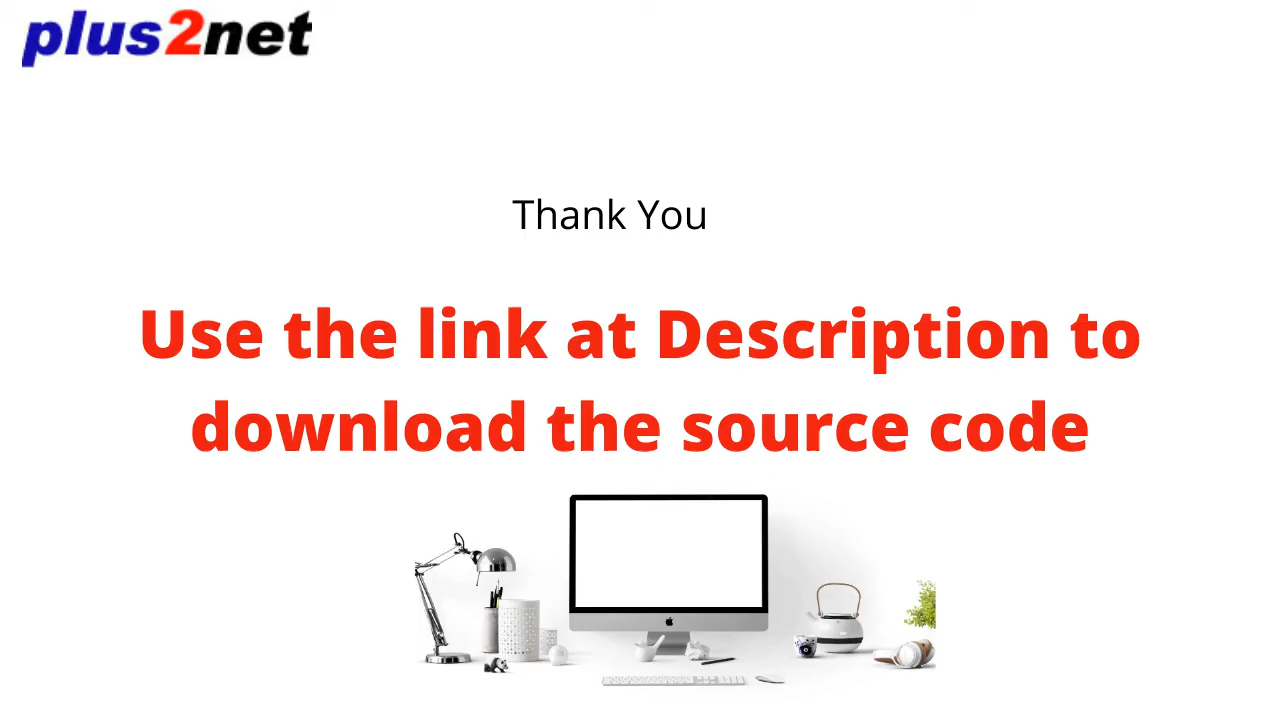 plus2net
Thank You
Use the link at Description to
download the source code